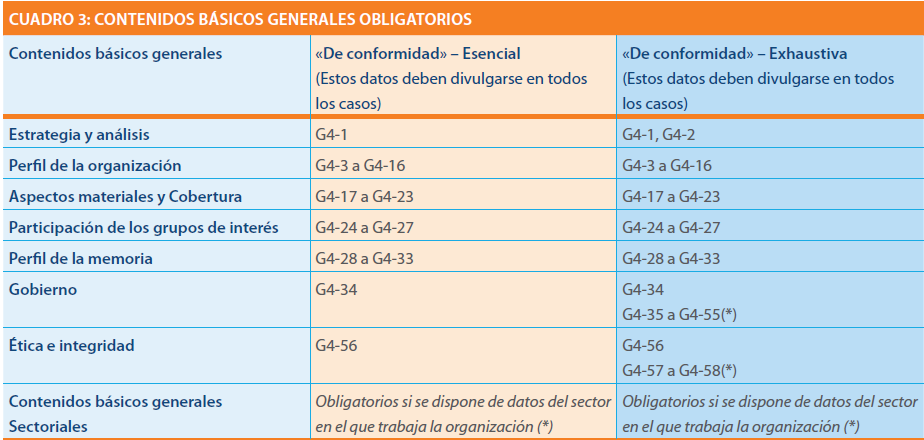 CUADRO 3: CONTENIDOS BÁSICOS GENERALES OBLIGATORIOS
Contenidos básicos generales
«De conformidad» – Esencial
(Estos datos deben divulgarse en todos
los casos)
«De conformidad» – Exhaustiva
(Estos datos deben divulgarse en todos
los casos)
Estrategia y análisis
G4-1
G4-1, G4-2
Perfil de la organización
G4-3 a G4-16
G4-3 a G4-16
Aspectos materiales y Cobertura
G4-17 a G4-23
G4-17 a G4-23
Participación de los grupos de interés
G4-24 a G4-27
G4-24 a G4-27
Perfil de la memoria
G4-28 a G4-33
G4-28 a G4-33
Gobierno
G4-34
G4-34
G4-35 a G4-55(*)
Ética e integridad
G4-56
G4-56
G4-57 a G4-58(*)
Contenidos básicos generales
Sectoriales
Obligatorios si se dispone de datos del sector
en el que trabaja la organización (*)
Obligatorios si se dispone de datos del sector
en el que trabaja la organización (*)